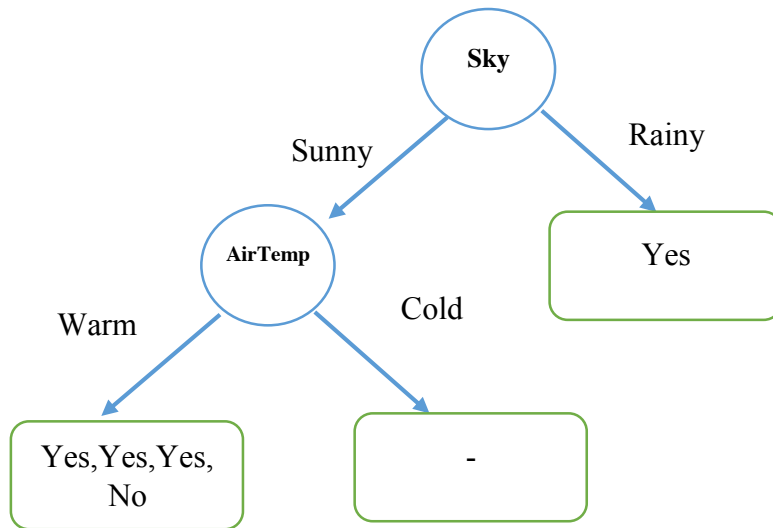 Sky
Sunny
Rainy
AirTemp
Yes
Warm
Cold
Yes,Yes,Yes,
No
-